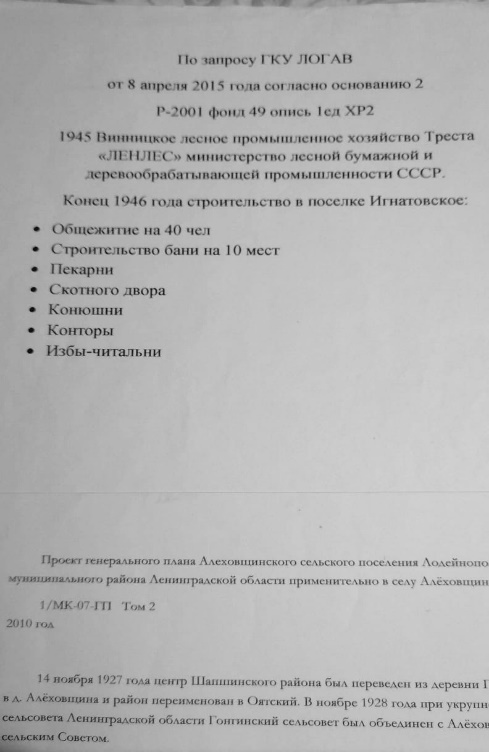 По запросу ГКУ ЛОГАВ
от 8 апреля 2015 года согласно основанию 2
Р-2001 фонд 49 опись 1ед ХР2
1945 Винницкое лесное промышленное хозяйство Треста
«ЛЕНЛЕС» министерство лесной бумажной и
деревообрабатывающей промышленности СССР.
Конец 1946 года строительство в поселке Игнатовское:
• Общежитие на 40 чел
• Строительство бани на 10 мест
• Пекарни
• Скотного двора
• Конюшни
• Конторы
• Избы-читальни
Проект генерального плана Алеховщинского сельского поселения Лодейнопо
муниципального района Ленинградской области применительно к селу Алёховщин
1/МК-07-ГП Том 2
2010 год
14 ноября 1927 года центр Шапшинского района был переведен из деревни
в д. Алёховщина и район переименован в Оятский. В ноябре 1928 года при укрупне
сельсовета Ленинградской области Гонгинский сельсовет был объединен с Алёхов
сельским Советом.